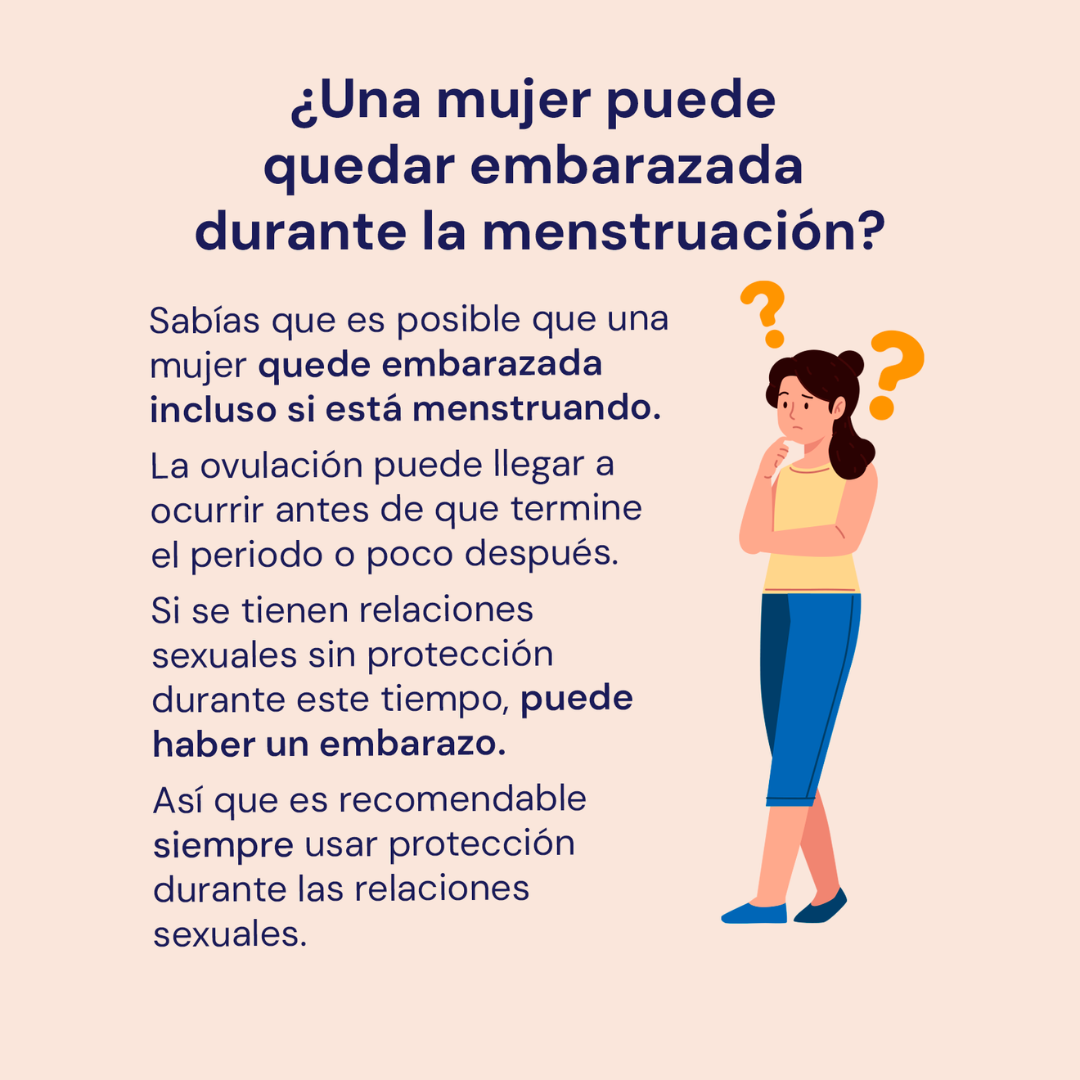 ¿Una mujer puede
quedar embarazada
durante la menstruación?
Sabías que es posible que una
mujer quede embarazada
incluso si está menstruando.
La ovulación puede llegar a
ocurrir antes de que termine
el periodo o poco después.
Si se tienen relaciones
sexuales sin protección
durante este tiempo, puede
haber un embarazo.
Así que es recomendable
siempre usar protección
durante las relaciones
sexuales.
? ?